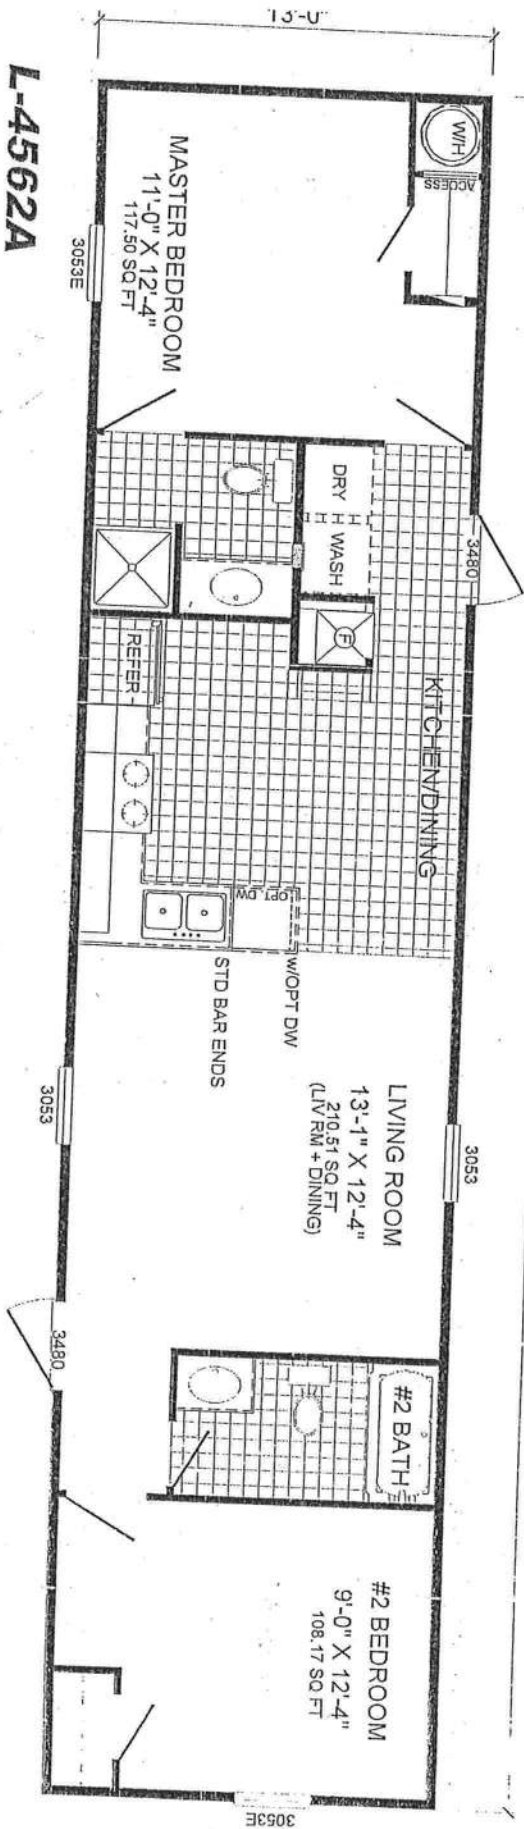 13'-0"
L-4562A
W/H
ACCESS
MASTER BEDROOM
11'-0" X 12'-4"
117.50 SQ FT
3053E
DRY
WASH
3480
F
REFER
KITCHEN/DINING
OPT. DW
W/OPT DW
STD BAR ENDS
LIVING ROOM
13'-1" X 12'-4"
210.51 SQ FT
(LIV RM + DINING)
3053
3053
3480
#2 BATH
#2 BEDROOM
9'-0" X 12'-4"
108.17 SQ FT
3053E